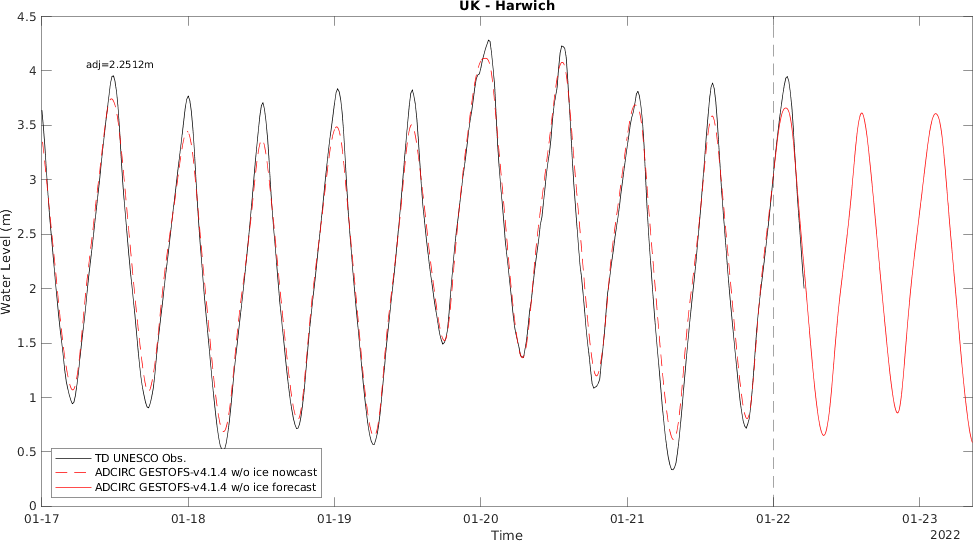 UK - Harwich
4.5
4
3.5
3
2.5
2
1.5
1
0.5
0
Water Level (m)
adj=2.2512m
TD UNESCO Obs.
ADCIRC GESTOFS-v4.1.4 w/o ice nowcast
ADCIRC GESTOFS-v4.1.4 w/o ice forecast
01-17 01-18 01-19 01-20 01-21 01-22 01-23
Time
2022